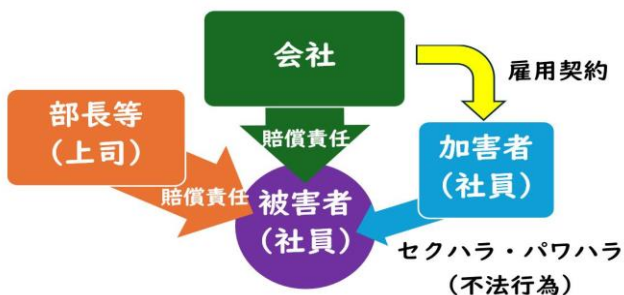 会社
雇用契約
部長等
（上司）
賠償責任
加害者
（社員）
賠償責任
被害者
（社員）
セクハラ・パワハラ
（不法行為）